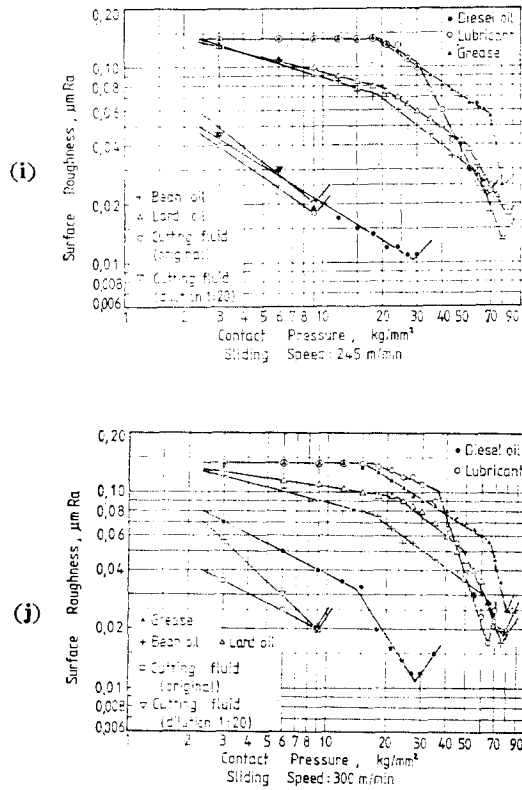 (i)
Surface Roughness, μm Ra
0,20
0,10
0,08
0,06
0,04
0,02
0,01
0,008
0,006
• Diesel oil
○ Lubricant
▲ Grease
+ Bean oil
△ Lard oil
□ Cutting fluid
(original)
▽ Cutting fluid
(dilution 1:20)
1 2 3 4 5 6 7 8 10 20 30 40 50 70 90
Contact Pressure, kg/mm²
Sliding Speed: 245 m/min
(j)
Surface Roughness, μm Ra
0,20
0,10
0,08
0,06
0,04
0,02
0,01
0,008
0,006
• Diesel oil
○ Lubricant
▲ Grease
+ Bean oil △ Lard oil
□ Cutting fluid
(original)
▽ Cutting fluid
(dilution 1:20)
1 2 3 4 5 6 7 8 10 20 30 40 50 70 90
Contact Pressure, kg/mm²
Sliding Speed: 300 m/min